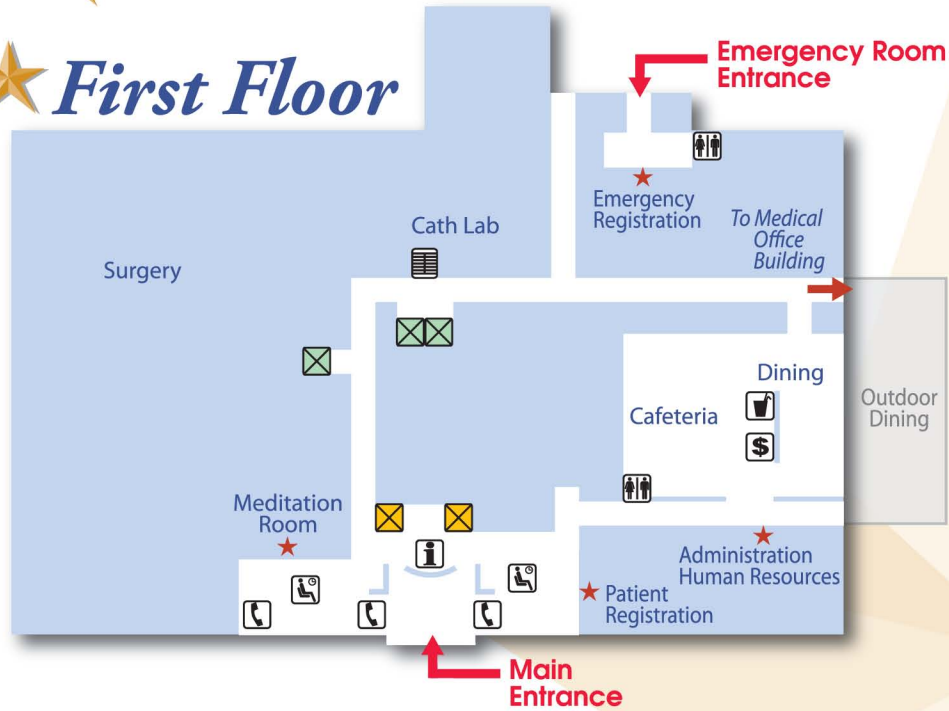 First Floor
Emergency Room
Entrance
Emergency
Registration
To Medical
Office
Building
Cath Lab
Surgery
Dining
Cafeteria
Outdoor
Dining
$
Meditation
Room
i
Administration
Human Resources
Patient
Registration
Main
Entrance